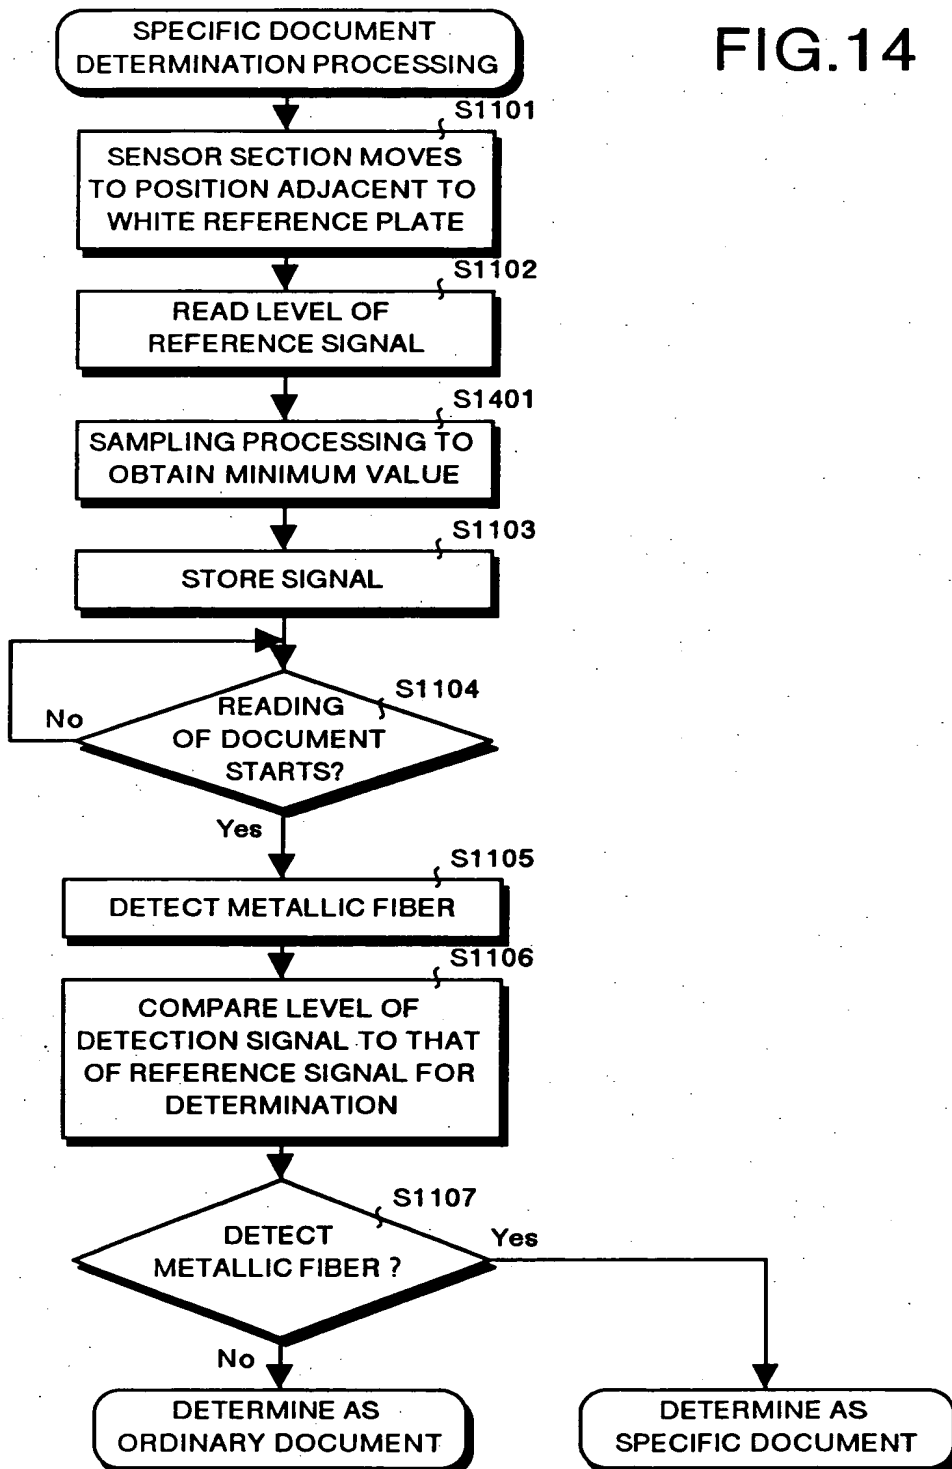 SPECIFIC DOCUMENT
DETERMINATION PROCESSING
FIG.14
S1101
SENSOR SECTION MOVES
TO POSITION ADJACENT TO
WHITE REFERENCE PLATE
S1102
READ LEVEL OF
REFERENCE SIGNAL
S1401
SAMPLING PROCESSING TO
OBTAIN MINIMUM VALUE
S1103
STORE SIGNAL
S1104
READING
OF DOCUMENT
STARTS?
No
Yes
S1105
DETECT METALLIC FIBER
S1106
COMPARE LEVEL OF
DETECTION SIGNAL TO THAT
OF REFERENCE SIGNAL FOR
DETERMINATION
S1107
DETECT
METALLIC FIBER ?
Yes
No
DETERMINE AS
ORDINARY DOCUMENT
DETERMINE AS
SPECIFIC DOCUMENT